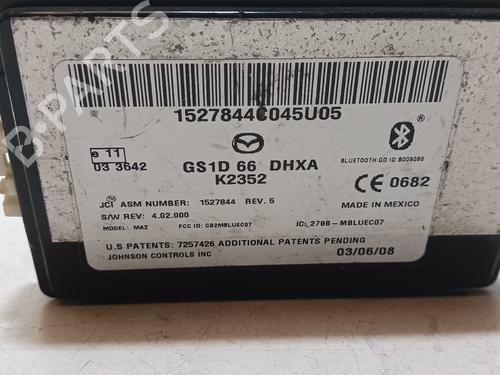 B-PARTS
1527844C045U05
e 11
03 3642
GS1D 66 DHXA
K2352
BLUETOOTH QD ID B009086
CE 0682
JCI ASM NUMBER: 1527844 REV. 5
MADE IN MEXICO
S/W REV: 4.02.000
MODEL: MAZ FCC ID: CB2MBLUEC07 IC: 279B-MBLUEC07
U.S PATENTS: 7257426 ADDITIONAL PATENTS PENDING
JOHNSON CONTROLS INC 03/06/08